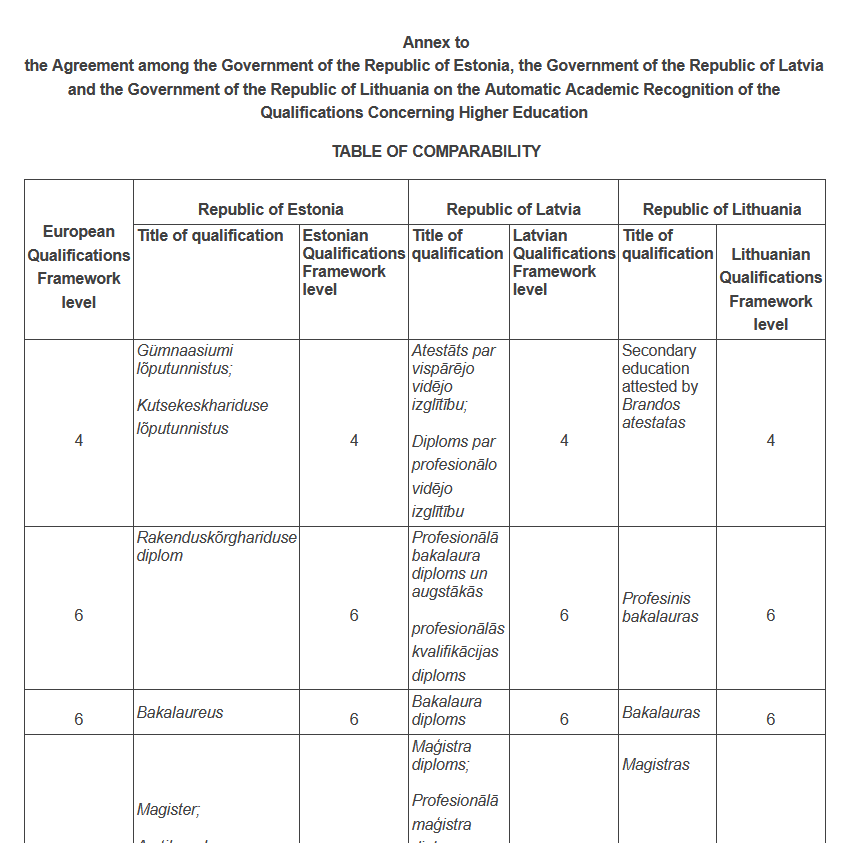 Annex to
the Agreement among the Government of the Republic of Estonia, the Government of the Republic of Latvia
and the Government of the Republic of Lithuania on the Automatic Academic Recognition of the
Qualifications Concerning Higher Education
TABLE OF COMPARABILITY
European
Qualifications
Framework
level
Republic of Estonia
Republic of Latvia
Republic of Lithuania
Title of qualification
Estonian
Qualifications
Framework
level
Title of
qualification
Latvian
Qualifications
Framework
level
Title of
qualification
Lithuanian
Qualifications
Framework
level
4
Gümnaasiumi
lõputunnistus;
Kutsekeskhariduse
lõputunnistus
4
Atestāts par
vispārējo
vidējo
izglītību;
Diploms par
profesionālo
vidējo
izglītību
4
Secondary
education
attested by
Brandos
atestatas
4
6
Rakenduskõrghariduse
diplom
6
Profesionālā
bakalaura
diploms un
augstākās
profesionālās
kvalifikācijas
diploms
6
Profesinis
bakalauras
6
6
Bakalaureus
6
Bakalaura
diploms
6
Bakalauras
6
Magister;
Maģistra
diploms;
Profesionālā
maģistra
Magistras